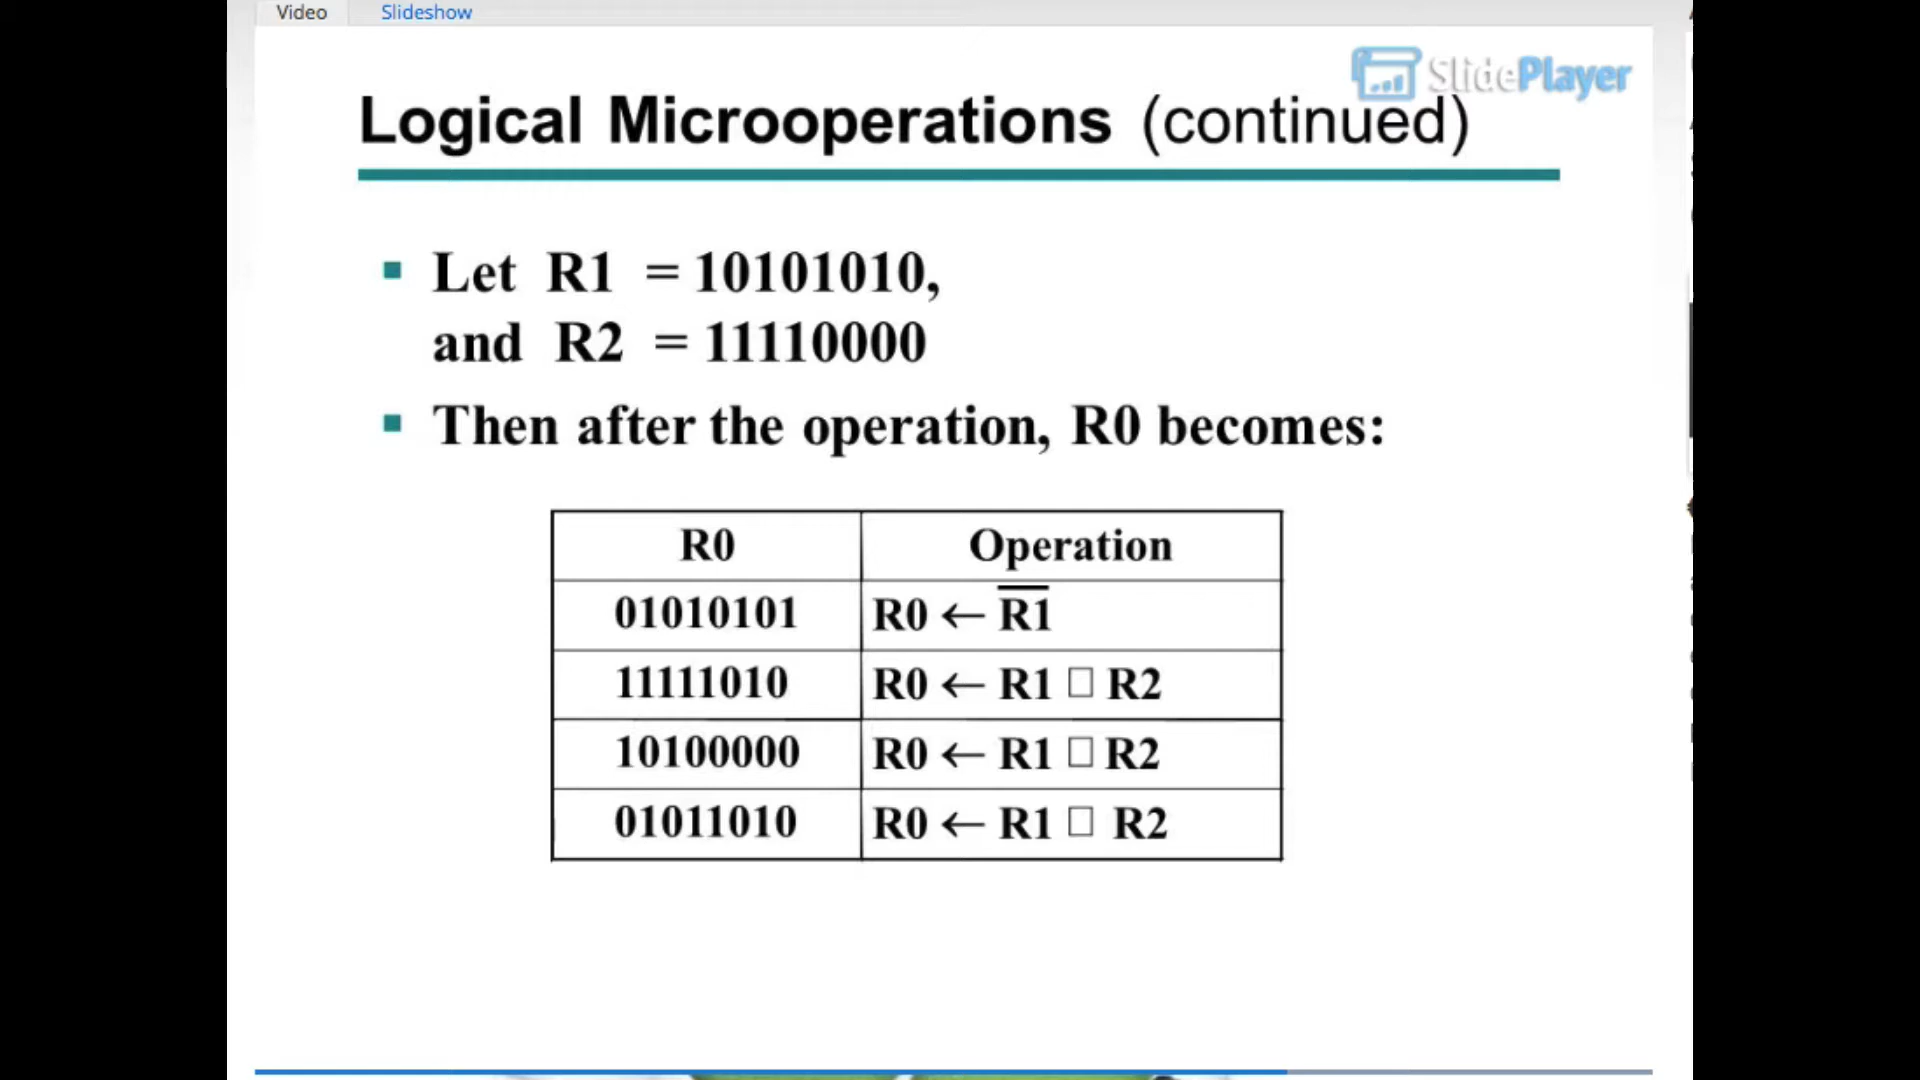 Video Slideshow
SlidePlayer
Logical Microoperations (continued)
Let R1 = 10101010,
and R2 = 11110000
Then after the operation, R0 becomes:
R0 Operation
01010101 R0 ← R̅1̅
11111010 R0 ← R1 □ R2
10100000 R0 ← R1 □ R2
01011010 R0 ← R1 □ R2